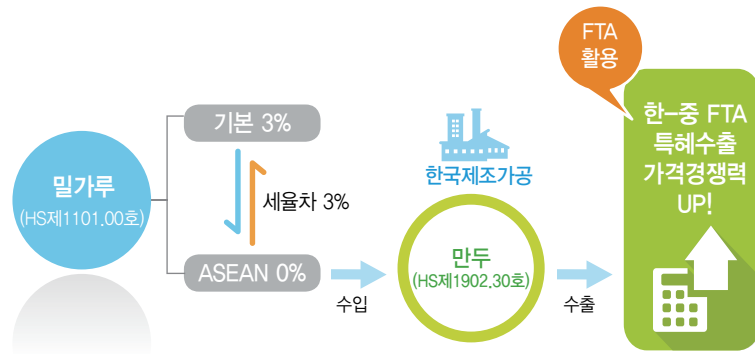 FTA
활용
기본 3%
한-중 FTA
특혜수출
가격경쟁력
UP!
한국제조가공
밀가루
(HS제1101.00호)
세율차 3%
만두
(HS제1902.30호)
ASEAN 0%
수입
수출